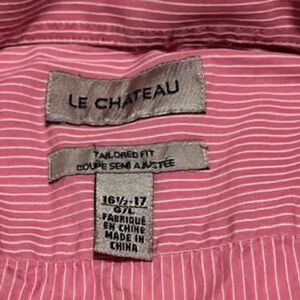 LE CHATEAU
TAILORED FIT
COUPE SEMI AJUSTÉE
16½-17
G/L
FABRIQUÉ
EN CHINE
MADE IN
CHINA